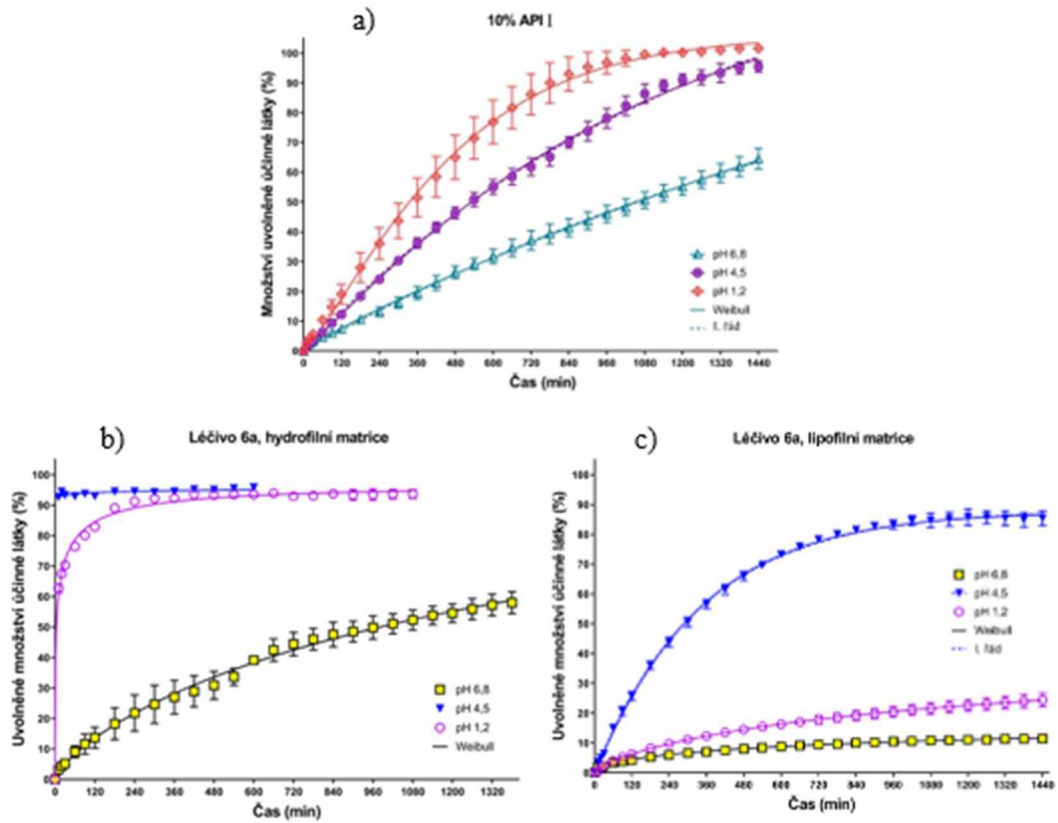 a)
10% API I
Množství uvolněné účinné látky (%)
100
90
80
70
60
50
40
30
20
10
0
0 120 240 360 480 600 720 840 960 1080 1200 1320 1440
Čas (min)
pH 6,8
pH 4,5
pH 1,2
Weibull
I. řád
b)
Léčivo 6a, hydrofilní matrice
Uvolněné množství účinné látky (%)
100
90
80
70
60
50
40
30
20
10
0
0 120 240 360 480 600 720 840 960 1080 1200 1320
Čas (min)
pH 6,8
pH 4,5
pH 1,2
Weibull
c)
Léčivo 6a, lipofilní matrice
Uvolněné množství účinné látky (%)
100
90
80
70
60
50
40
30
20
10
0
0 120 240 360 480 600 720 840 960 1080 1200 1320 1440
Čas (min)
pH 6,8
pH 4,5
pH 1,2
Weibull
I. řád